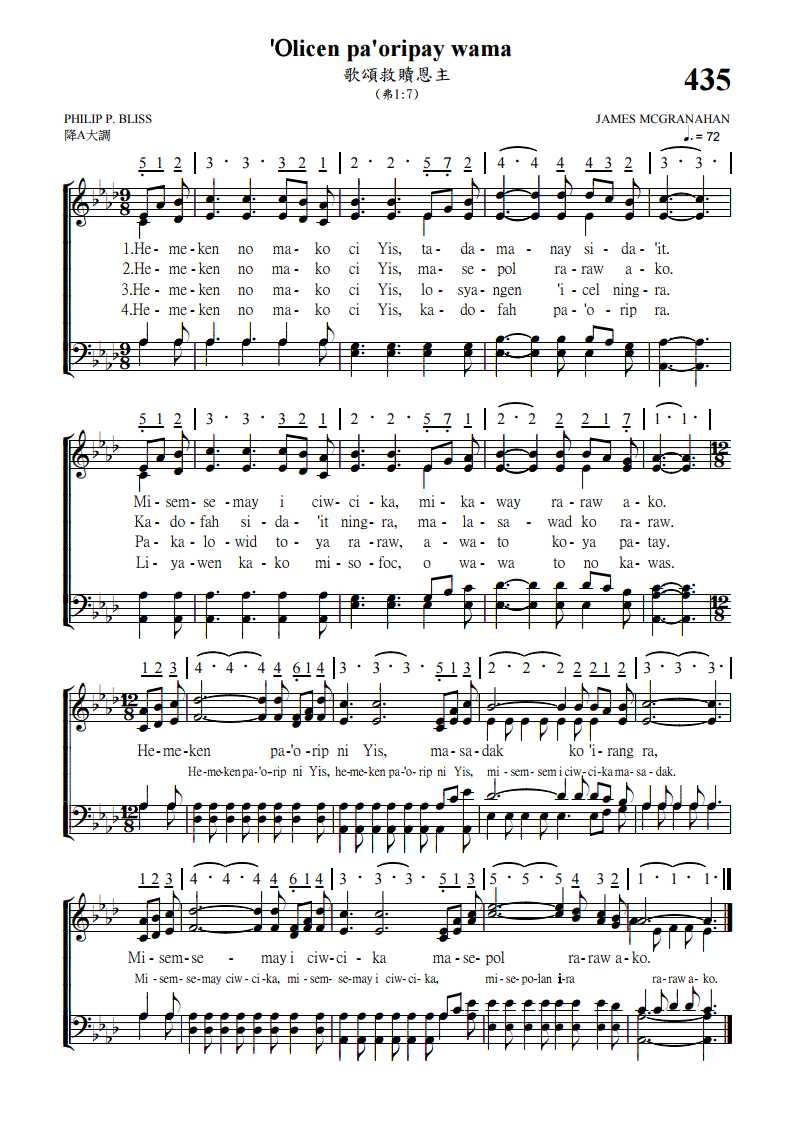 'Olicen pa'oripay wama
歌頌救贖恩主
435
(弗1:7)
PHILIP P. BLISS
JAMES MCGRANAHAN
降A大調
♩. = 72
5 1 2 | 3 · 3 · 3 2 1 | 2 · 2 · 5 7 2 | 4 · 4 4 4 3 2 | 3 · 3 · |
1.He- me-ken no ma- ko ci Yis, ta- da-ma- nay si- da- 'it.
2.He- me-ken no ma- ko ci Yis, ma- se-pol ra- raw a- ko.
3.He- me-ken no ma- ko ci Yis, lo-syangen 'i-cel ning-ra.
4.He- me-ken no ma- ko ci Yis, ka-do-fah pa-'o-rip ra.
5 1 2 | 3 · 3 · 3 2 1 | 2 · 2 · 5 7 1 | 2 · 2 2 2 1 7 | 1 · 1 · |
Mi-sem-se-may i ciw-ci-ka, mi-ka-way ra-raw a-ko.
Ka-do-fah si-da-'it ning-ra, ma-la-sa-wad ko ra-raw.
Pa-ka-lo-wid to-ya ra-raw, a-wa-to ko-ya pa-tay.
Li-ya-wen ka-ko mi-so-foc, o wa-wa to no ka-was.
1 2 3 | 4 · 4 · 4 4 6 1 4 | 3 · 3 · 3 · 5 1 3 | 2 · 2 · 2 2 2 1 2 | 3 · 3 · 3 · |
He-me-ken pa-'o-rip ni Yis, ma-sa-dak ko 'i-rang ra,
He-me-ken pa-'o-rip ni Yis, he-me-ken pa-'o-rip ni Yis, mi-sem-sem i ciw-ci-ka ma-sa-dak.
1 2 3 | 4 · 4 · 4 4 6 1 4 | 3 · 3 · 3 · 5 1 3 | 5 · 5 · 5 4 3 2 | 1 · 1 · 1 · ‖
Mi-sem-se-may i ciw-ci-ka ma-se-pol ra-raw a-ko.
Mi-sem-se-may ciw-ci-ka, mi-sem-se-may i ciw-ci-ka, mi-se-po-lan i-ra ra-raw a-ko.